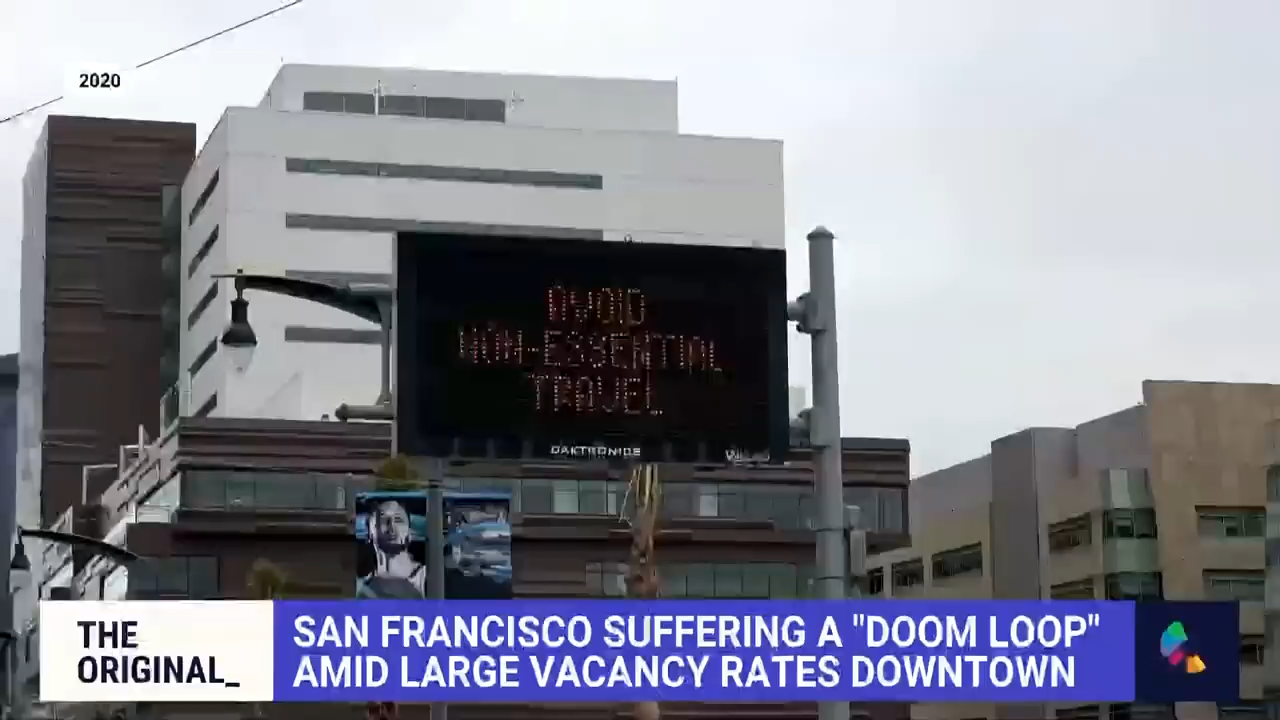 2020
AVOID
NON-ESSENTIAL
TRAVEL
DAKTRONICS
THE
ORIGINAL_
SAN FRANCISCO SUFFERING A "DOOM LOOP"
AMID LARGE VACANCY RATES DOWNTOWN